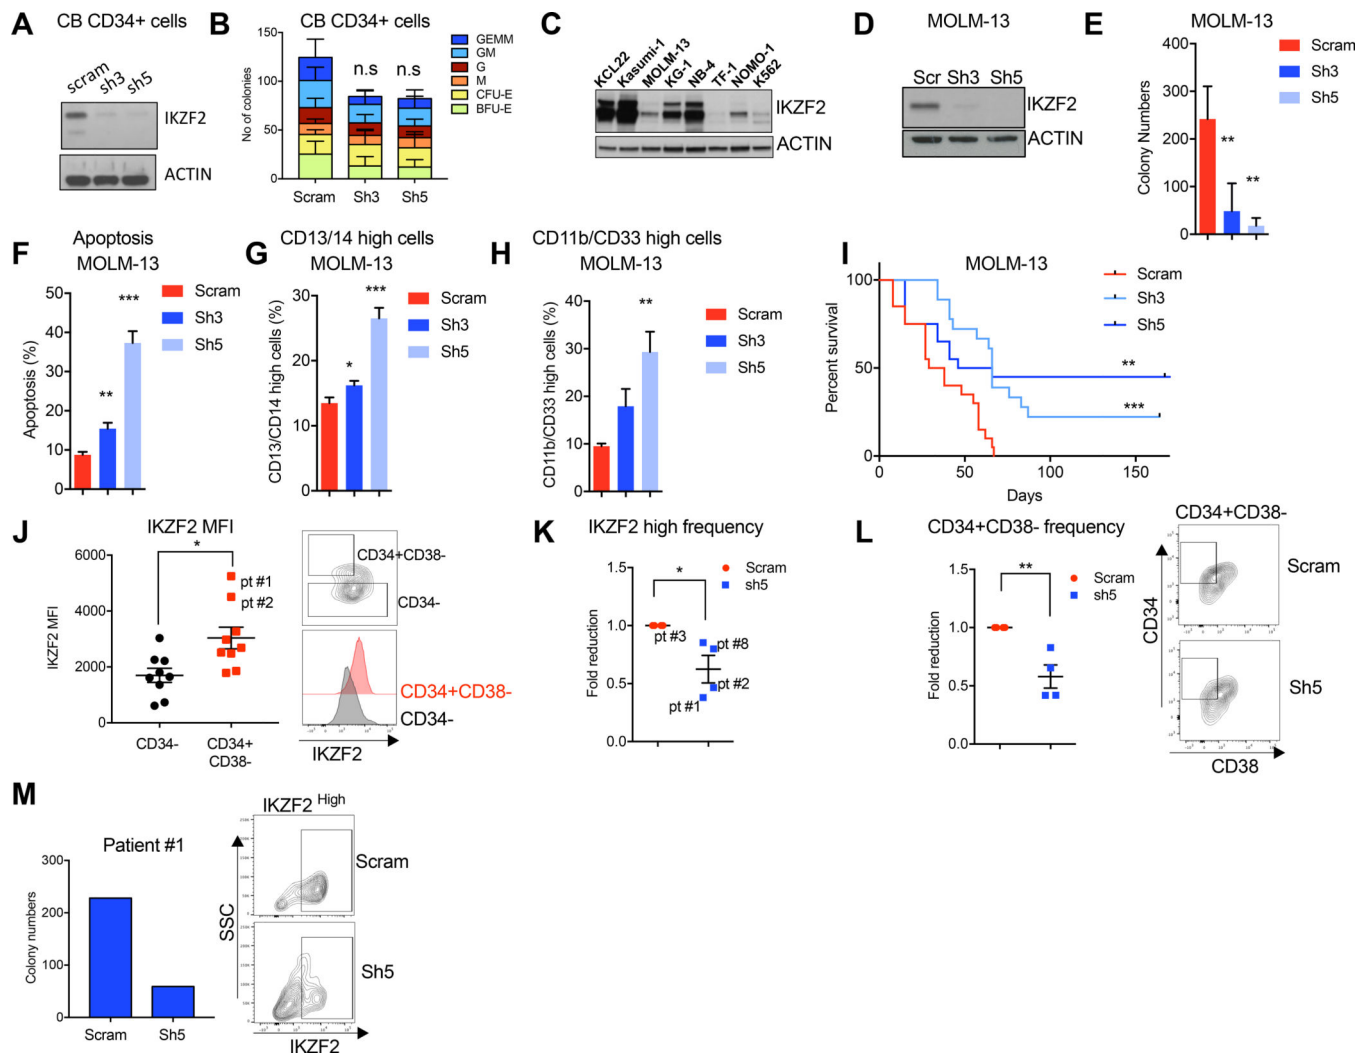 A
CB CD34+ cells
scram
sh3
sh5
IKZF2
ACTIN
B
CB CD34+ cells
No of colonies
150
100
50
0
n.s
n.s
Scram
Sh3
Sh5
GEMM
GM
G
M
CFU-E
BFU-E
C
KCL22
Kasumi-1
MOLM-13
KG-1
NB-4
TF-1
NOMO-1
K562
IKZF2
ACTIN
D
MOLM-13
Scr
Sh3
Sh5
IKZF2
ACTIN
E
MOLM-13
Colony Numbers
400
300
200
100
0
**
**
Scram
Sh3
Sh5
F
Apoptosis
MOLM-13
Apoptosis (%)
50
40
30
20
10
0
**
***
Scram
Sh3
Sh5
G
CD13/14 high cells
MOLM-13
CD13/CD14 high cells (%)
30
20
10
0
*
***
Scram
Sh3
Sh5
H
CD11b/CD33 high cells
MOLM-13
CD11b/CD33 high cells (%)
40
30
20
10
0
**
Scram
Sh3
Sh5
I
MOLM-13
Percent survival
100
50
0
0
50
100
150
Days
**
***
Scram
Sh3
Sh5
J
IKZF2 MFI
IKZF2 MFI
6000
4000
2000
0
*
pt #1
pt #2
CD34-
CD34+
CD38-
CD34+CD38-
CD34-
CD34+CD38-
CD34-
IKZF2
K
IKZF2 high frequency
Fold reduction
1.5
1.0
0.5
0.0
*
Scram
sh5
pt #3
pt #8
pt #2
pt #1
L
CD34+CD38- frequency
Fold reduction
1.5
1.0
0.5
0.0
**
Scram
sh5
CD34+CD38-
Scram
Sh5
CD34
CD38
M
Patient #1
Colony numbers
300
200
100
0
Scram
Sh5
IKZF2 High
Scram
Sh5
SSC
IKZF2